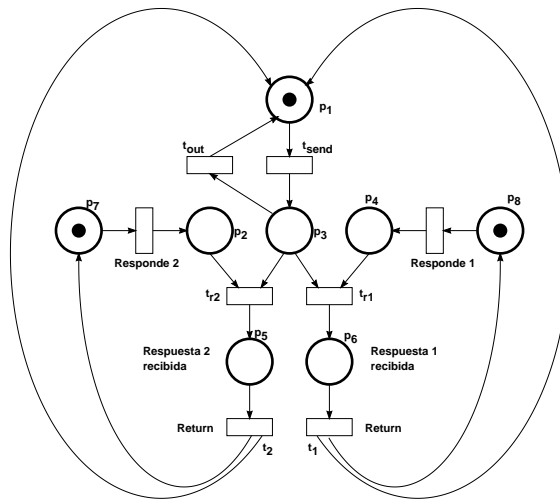 p1
tout
tsend
p7
p2
p3
p4
p8
Responde 2
Responde 1
tr2
tr1
p5
p6
Respuesta 2
recibida
Respuesta 1
recibida
Return
Return
t2
t1